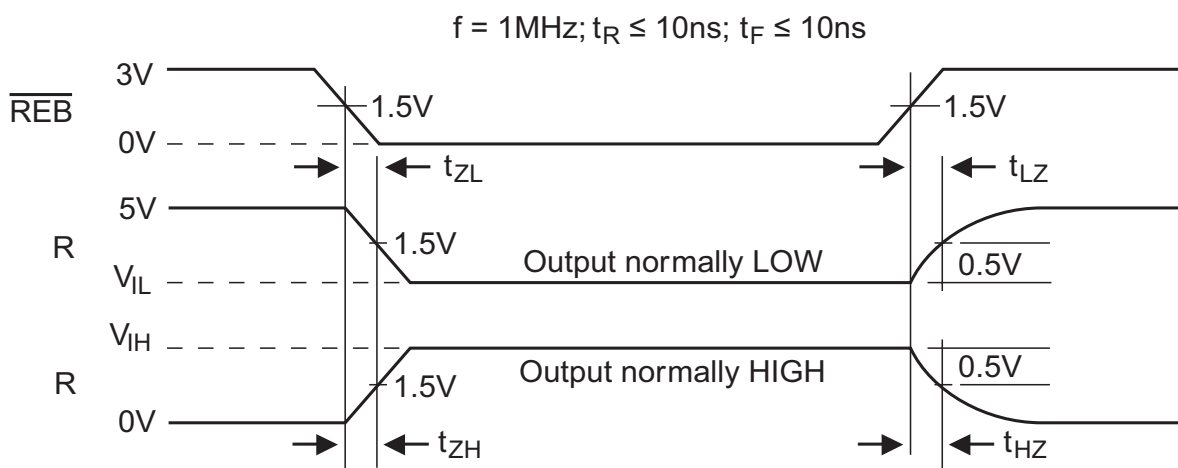 f = 1MHz; tR ≤ 10ns; tF ≤ 10ns
3V
REB
1.5V
1.5V
0V
tZL
tLZ
5V
R
1.5V
Output normally LOW
0.5V
VIL
VIH
R
1.5V
Output normally HIGH
0.5V
0V
tZH
tHZ